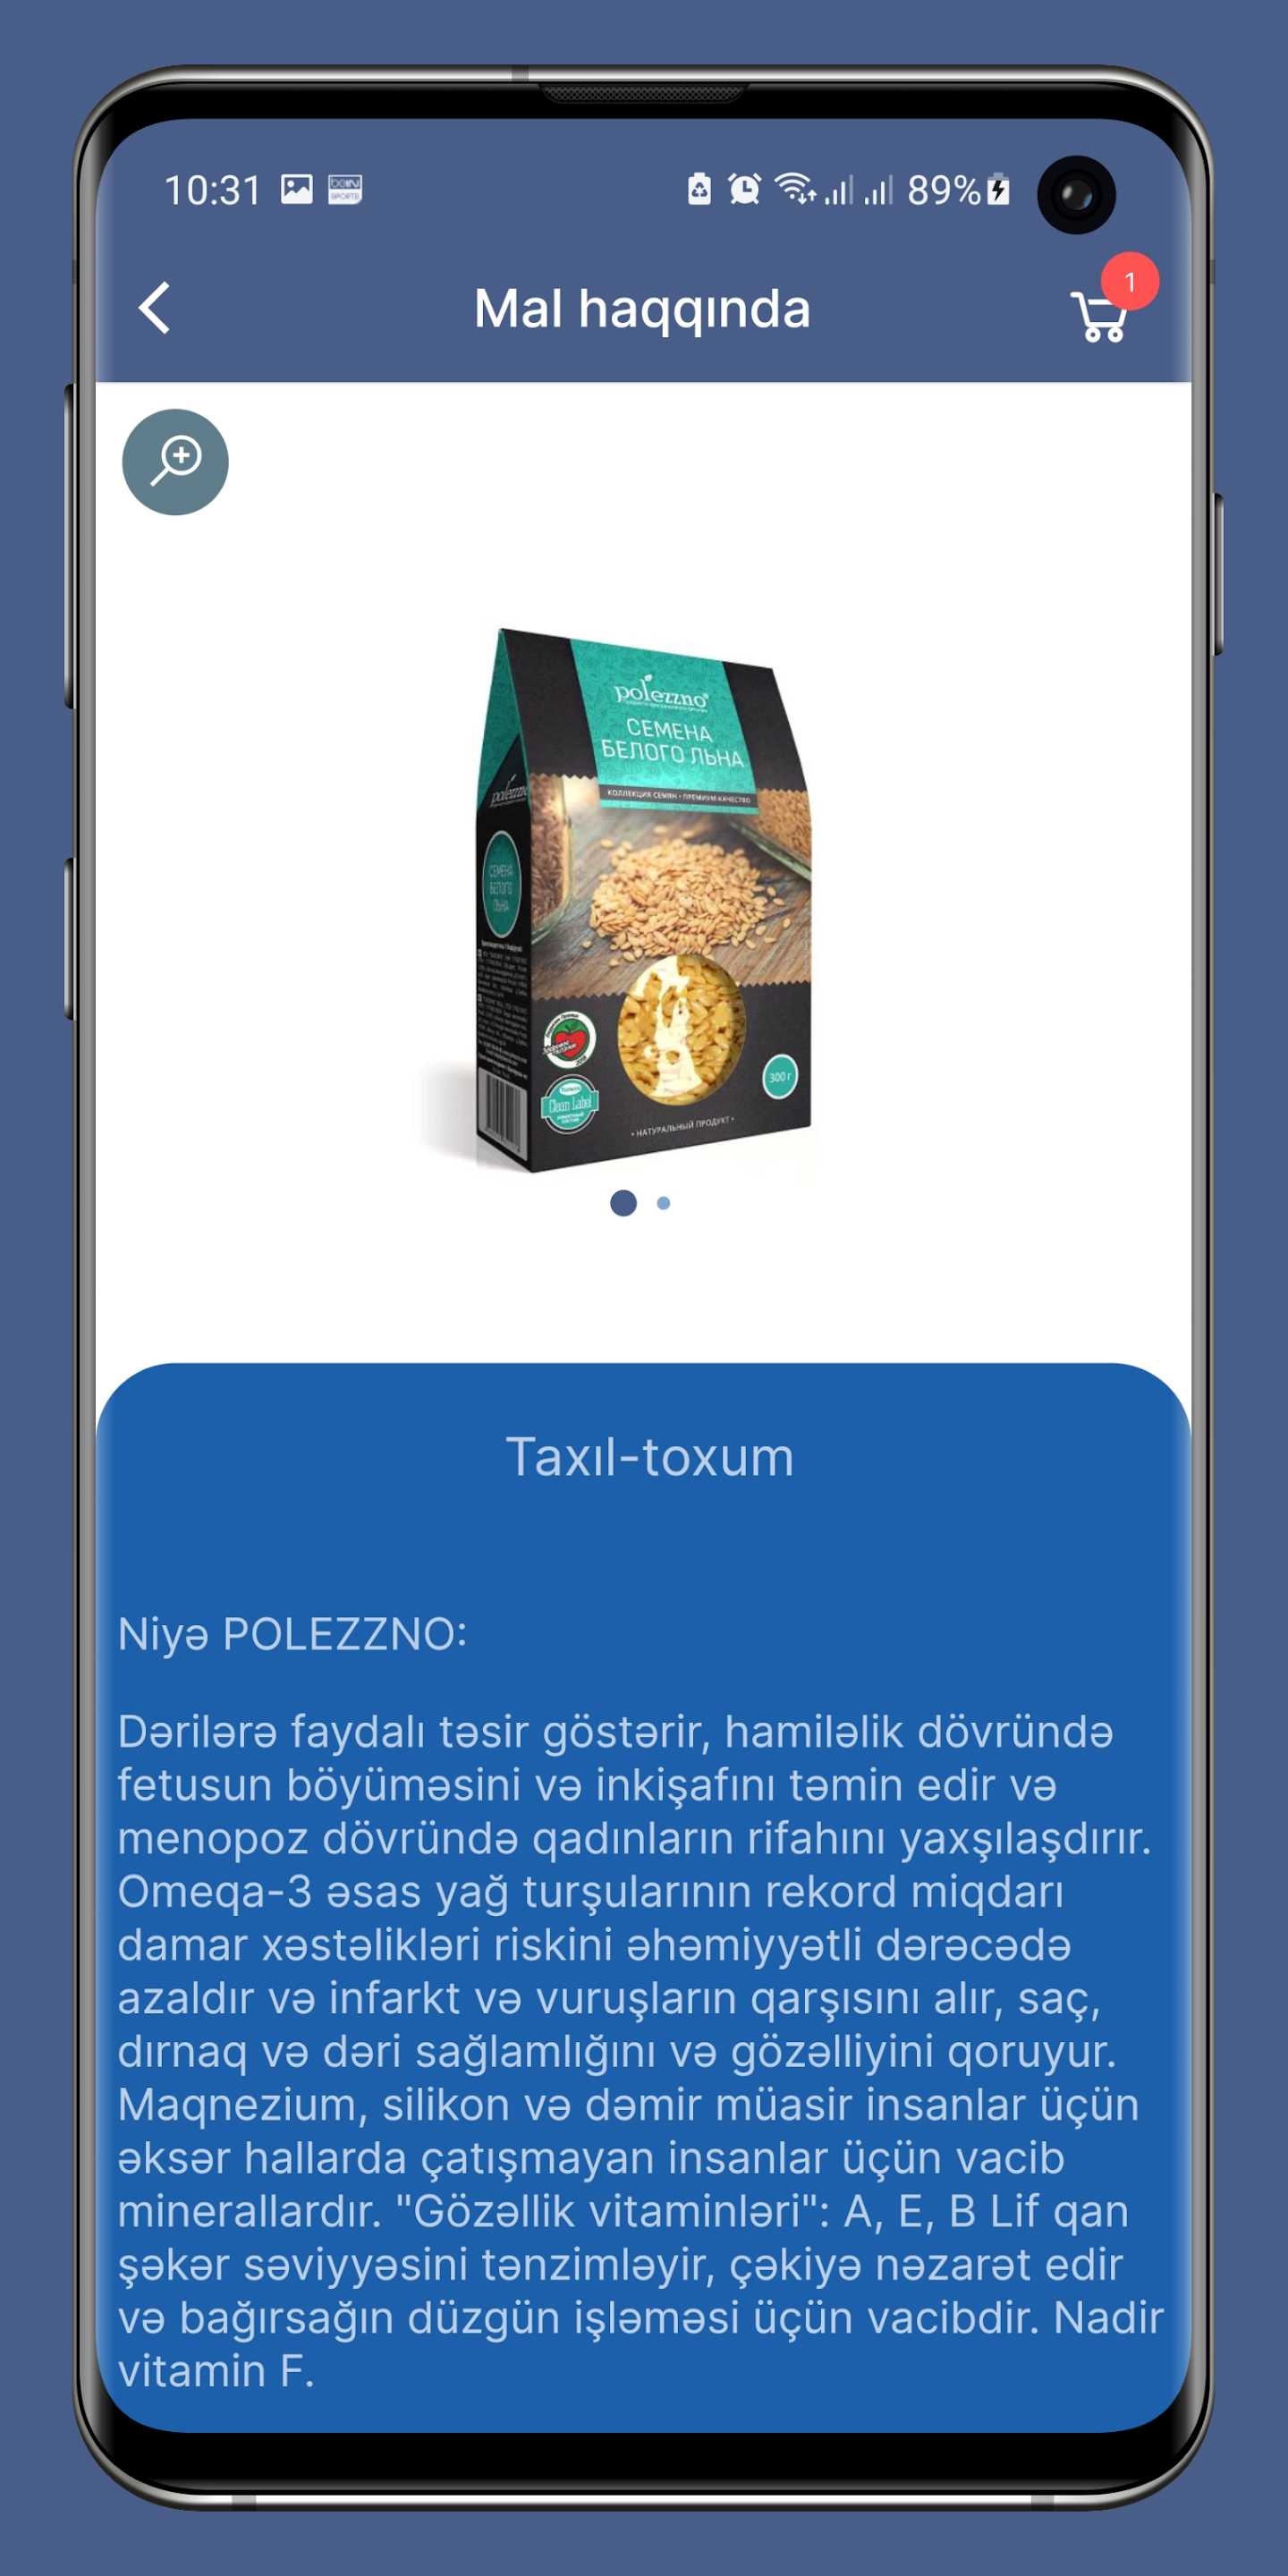 10:31
beIN
SPORTS
89%
Mal haqqında
1
polezzno®
СЕМЕНА
БЕЛОГО ЛЬНА
КОЛЛЕКЦИЯ СЕМЯН • ПРЕМИУМ-КАЧЕСТВО
polezzno
СЕМЕНА
БЕЛОГО
ЛЬНА
Здоровое
питание
Clean Label
300 г
• НАТУРАЛЬНЫЙ ПРОДУКТ •
Taxıl-toxum
Niyə POLEZZNO:
Dərilərə faydalı təsir göstərir, hamiləlik dövründə
fetusun böyüməsini və inkişafını təmin edir və
menopoz dövründə qadınların rifahını yaxşılaşdırır.
Omeqa-3 əsas yağ turşularının rekord miqdarı
damar xəstəlikləri riskini əhəmiyyətli dərəcədə
azaldır və infarkt və vuruşların qarşısını alır, saç,
dırnaq və dəri sağlamlığını və gözəlliyini qoruyur.
Maqnezium, silikon və dəmir müasir insanlar üçün
əksər hallarda çatışmayan insanlar üçün vacib
minerallardır. "Gözəllik vitaminləri": A, E, B Lif qan
şəkər səviyyəsini tənzimləyir, çəkiyə nəzarət edir
və bağırsağın düzgün işləməsi üçün vacibdir. Nadir
vitamin F.